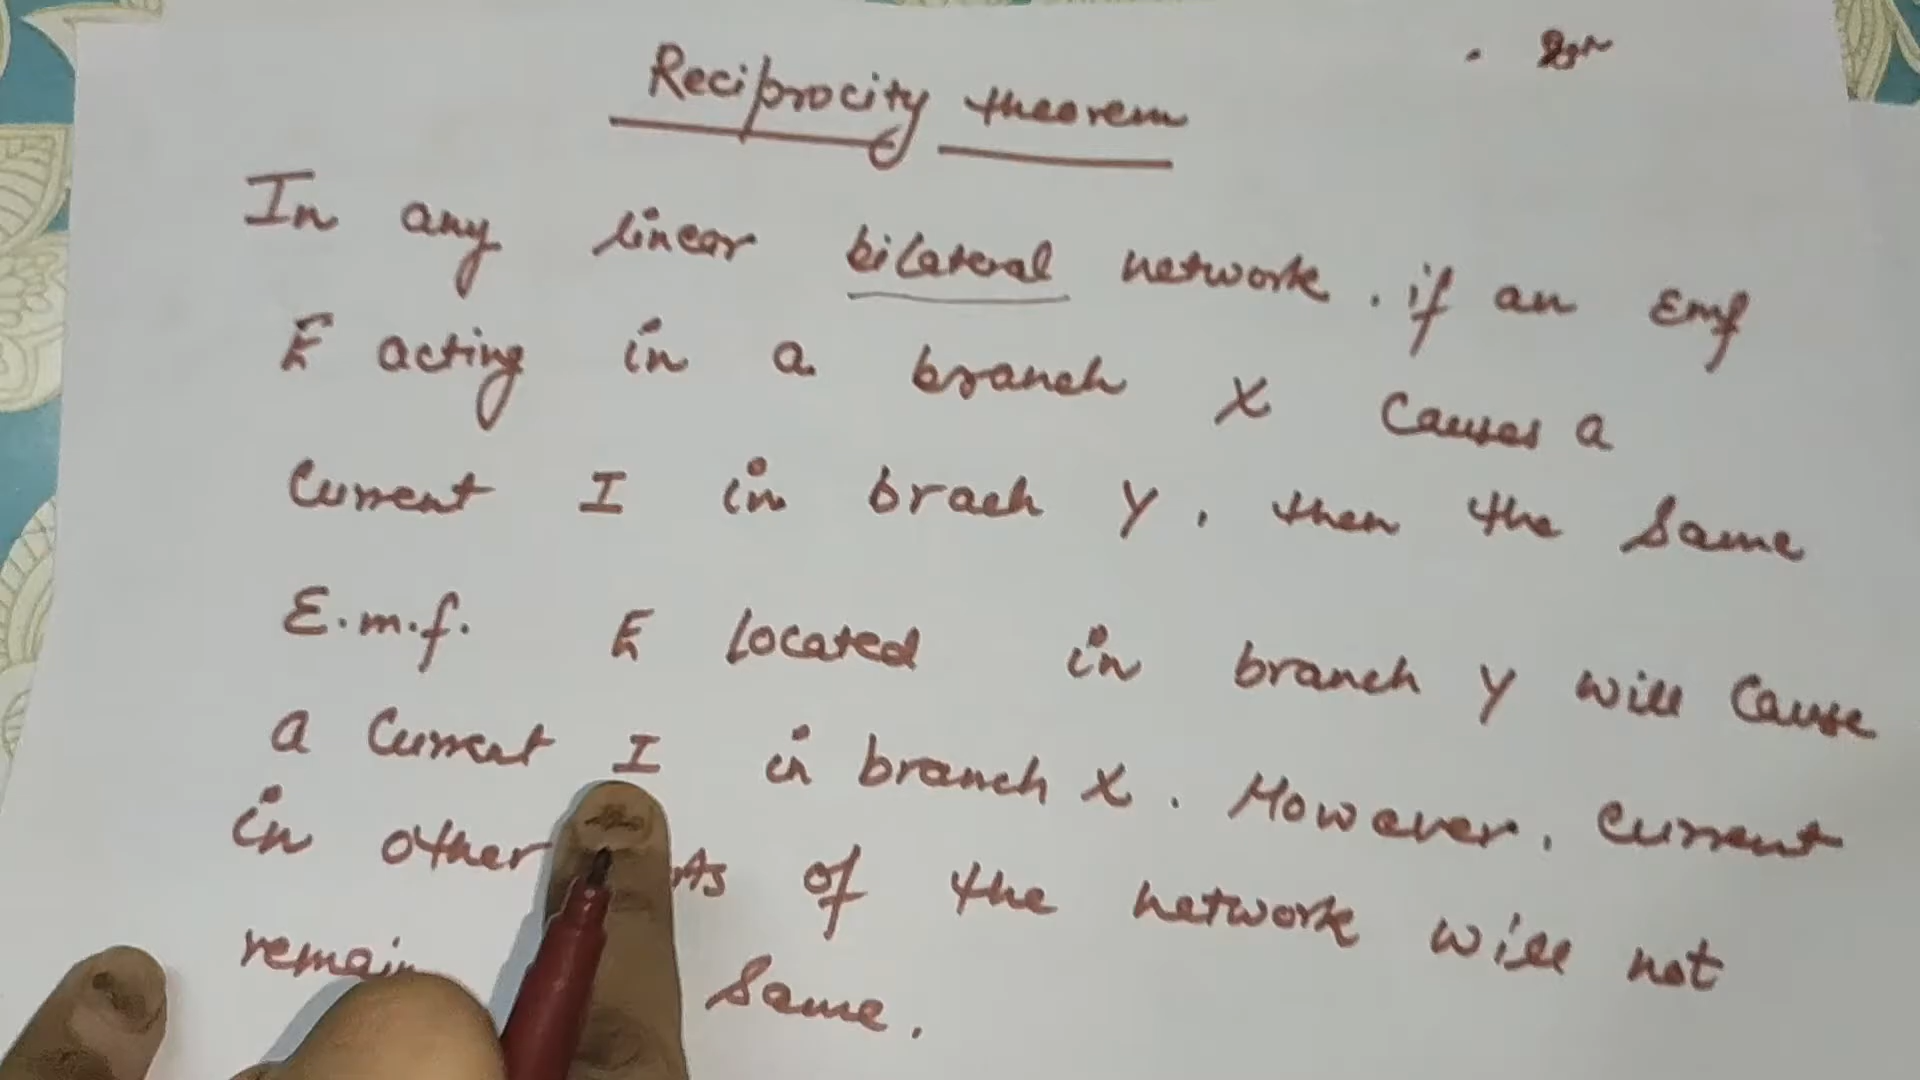 Reciprocity theorem
In any linear bilateral network, if an Emf
E acting in a branch X causes a
Current I in brach Y, then the Same
E.m.f. E Located in branch Y will Cause
a Current I in branch X. However, Current
in other of the network will not
remain Same.